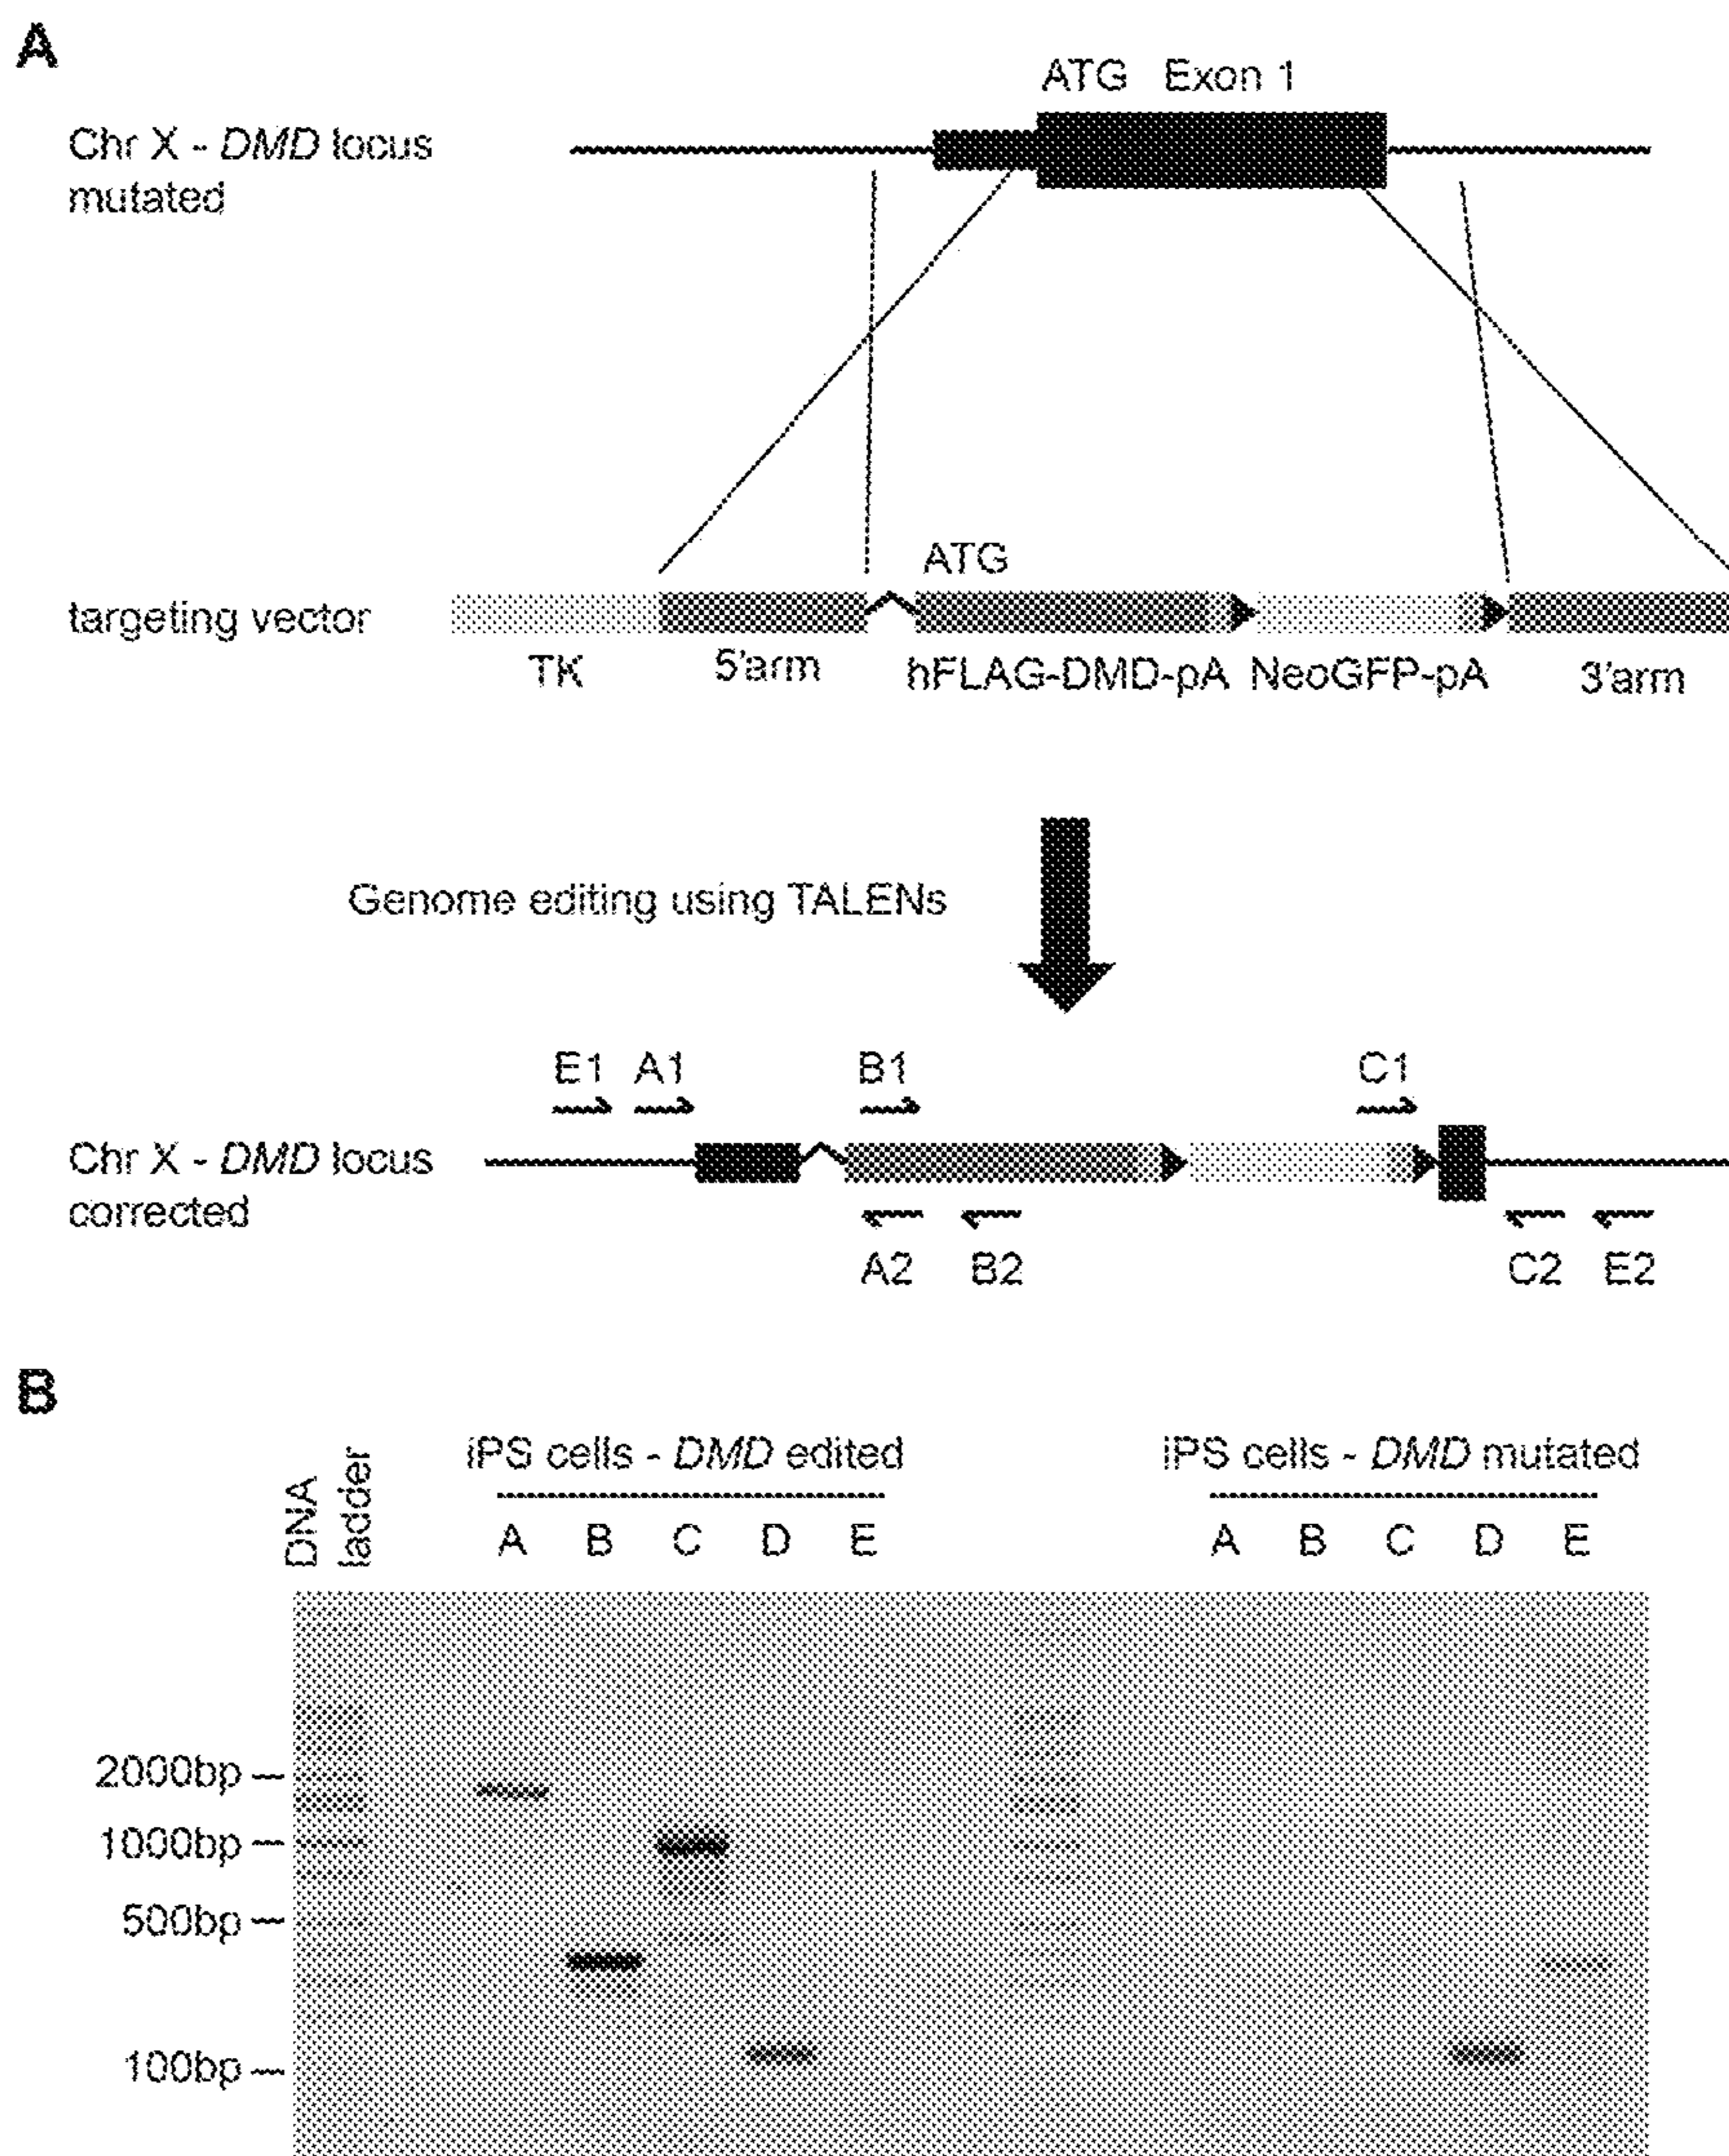 A
ATG Exon 1
Chr X - DMD locus
mutated
ATG
targeting vector
TK 5'arm hFLAG-DMD-pA NeoGFP-pA 3'arm
Genome editing using TALENs
E1 A1 B1 C1
Chr X - DMD locus
corrected
A2 B2 C2 E2
B
DNA
ladder
iPS cells - DMD edited iPS cells - DMD mutated
A B C D E A B C D E
2000bp
1000bp
500bp
100bp